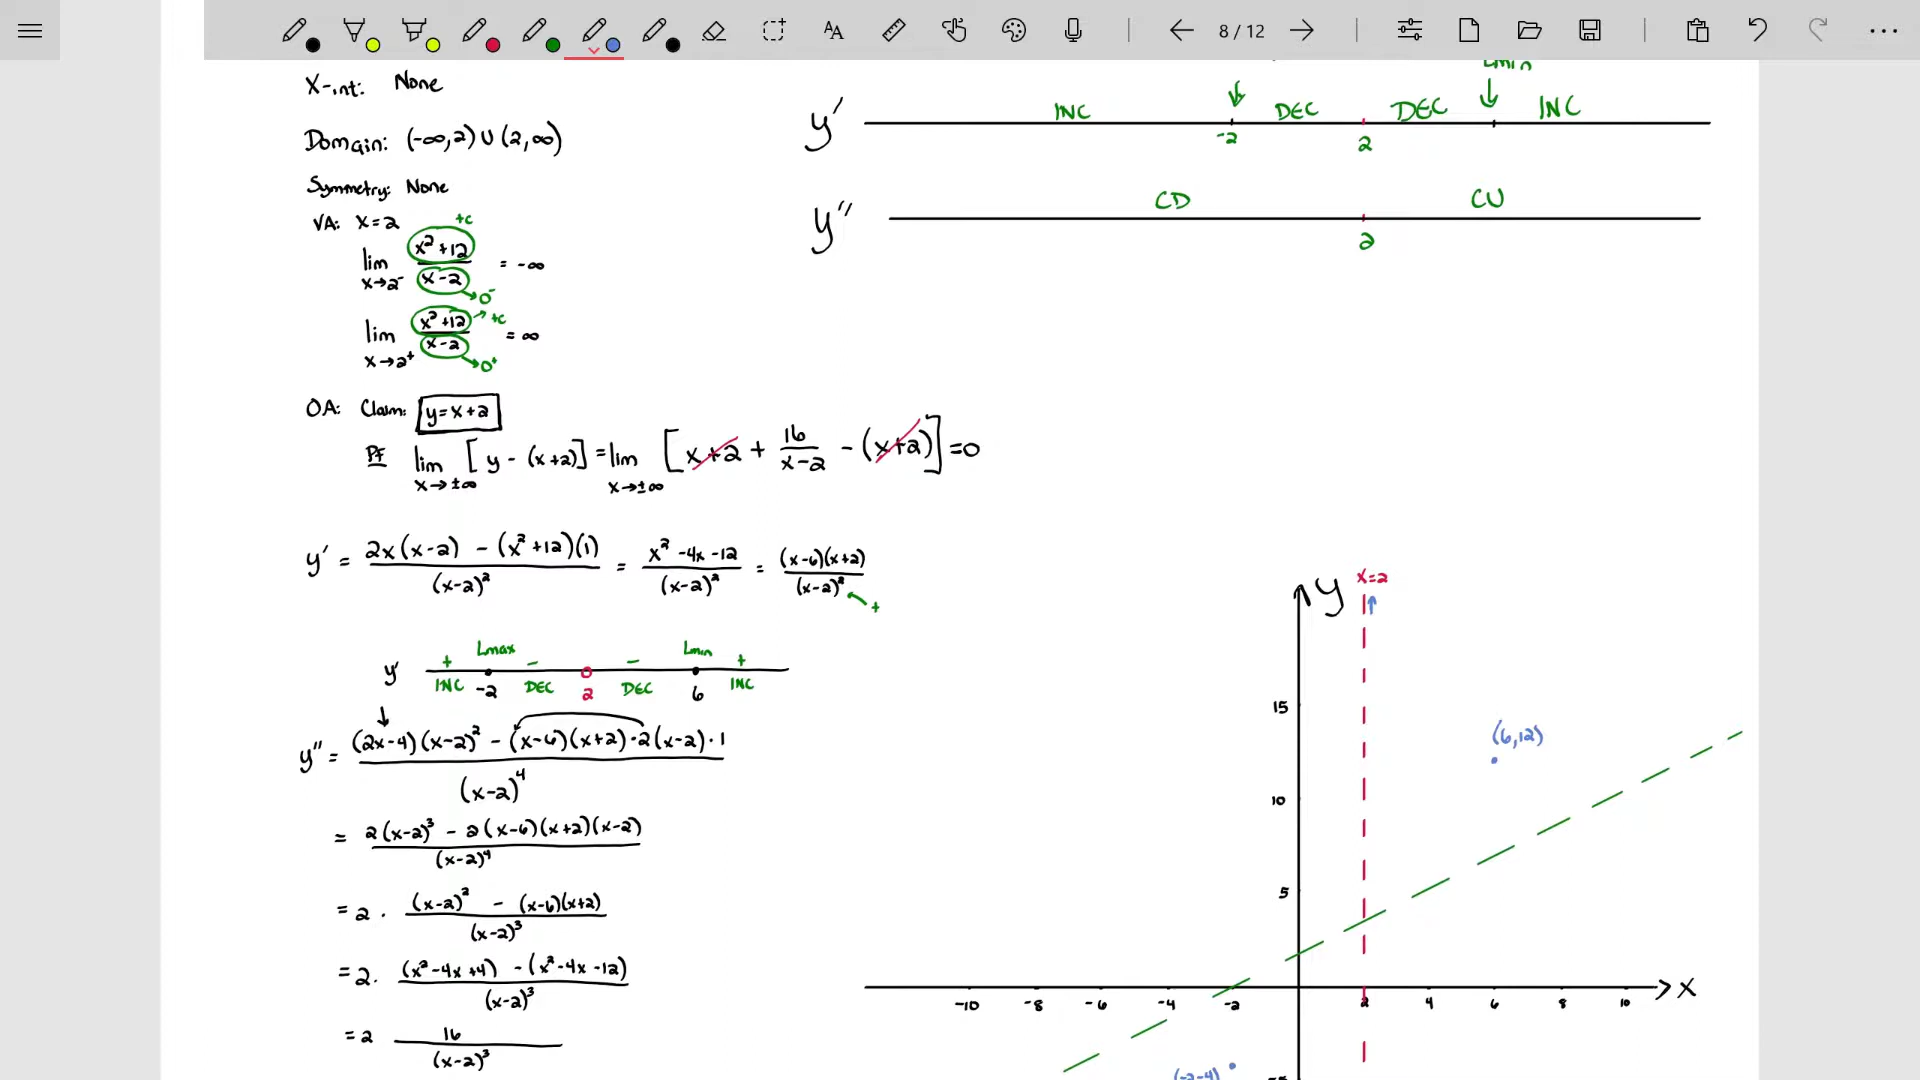 8 / 12
X-int: None
Domain: (-∞,2) ∪ (2,∞)
Symmetry: None
VA: x=2
+c
lim x→2⁻ (x²+12)/(x-2) = -∞
→0⁻
lim x→2⁺ (x²+12)/(x-2) = ∞
→+c
→0⁺
OA: Claim: y=x+2
Pf lim x→±∞ [y-(x+2)] = lim x→±∞ [x+2 + 16/(x-2) - (x+2)] = 0
y' = (2x(x-2) - (x²+12)(1))/(x-2)² = (x²-4x-12)/(x-2)² = ((x-6)(x+2))/(x-2)²
+
Lmax Lmin
+ - - +
y'
INC -2 DEC 2 DEC 6 INC
y'' = ((2x-4)(x-2)² - (x-6)(x+2)·2(x-2)·1)/(x-2)⁴
= (2(x-2)³ - 2(x-6)(x+2)(x-2))/(x-2)⁴
= 2 · ((x-2)² - (x-6)(x+2))/(x-2)³
= 2 · ((x²-4x+4) - (x²-4x-12))/(x-2)³
= 2 16/(x-2)³
Lmin
y' INC DEC DEC INC
-2 2
y'' CD CU
2
y x=2
15
(6,12)
10
5
-10 -8 -6 -4 -2 2 4 6 8 10 x
(-2,-4)